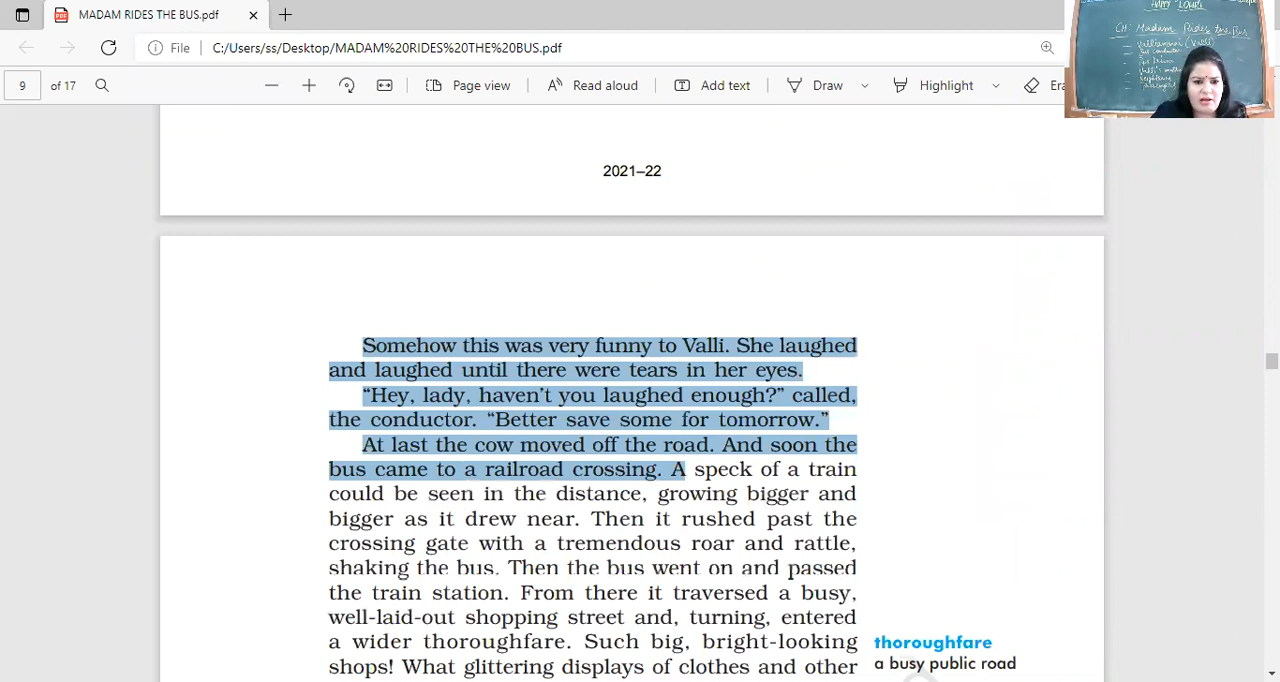 MADAM RIDES THE BUS.pdf
File
C:/Users/ss/Desktop/MADAM%20RIDES%20THE%20BUS.pdf
9 of 17
Page view
Read aloud
Add text
Draw
Highlight
CH: Madam Rides the Bus
Valliammai (Valli)
2021–22
Somehow this was very funny to Valli. She laughed
and laughed until there were tears in her eyes.
“Hey, lady, haven’t you laughed enough?” called,
the conductor. “Better save some for tomorrow.”
At last the cow moved off the road. And soon the
bus came to a railroad crossing. A speck of a train
could be seen in the distance, growing bigger and
bigger as it drew near. Then it rushed past the
crossing gate with a tremendous roar and rattle,
shaking the bus. Then the bus went on and passed
the train station. From there it traversed a busy,
well-laid-out shopping street and, turning, entered
a wider thoroughfare. Such big, bright-looking
shops! What glittering displays of clothes and other
thoroughfare
a busy public road